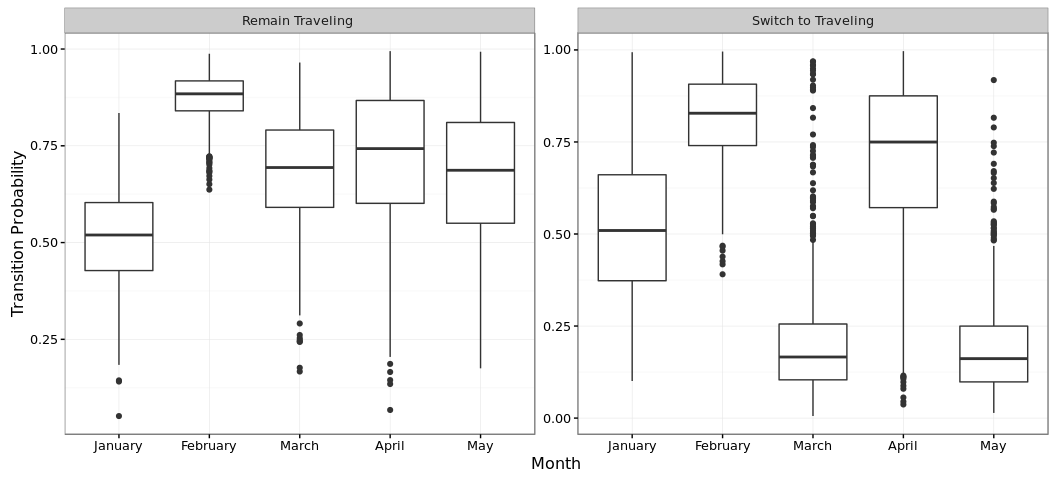 Remain Traveling
Switch to Traveling
Transition Probability
1.00
0.75
0.50
0.25
1.00
0.75
0.50
0.25
0.00
January February March April May
January February March April May
Month